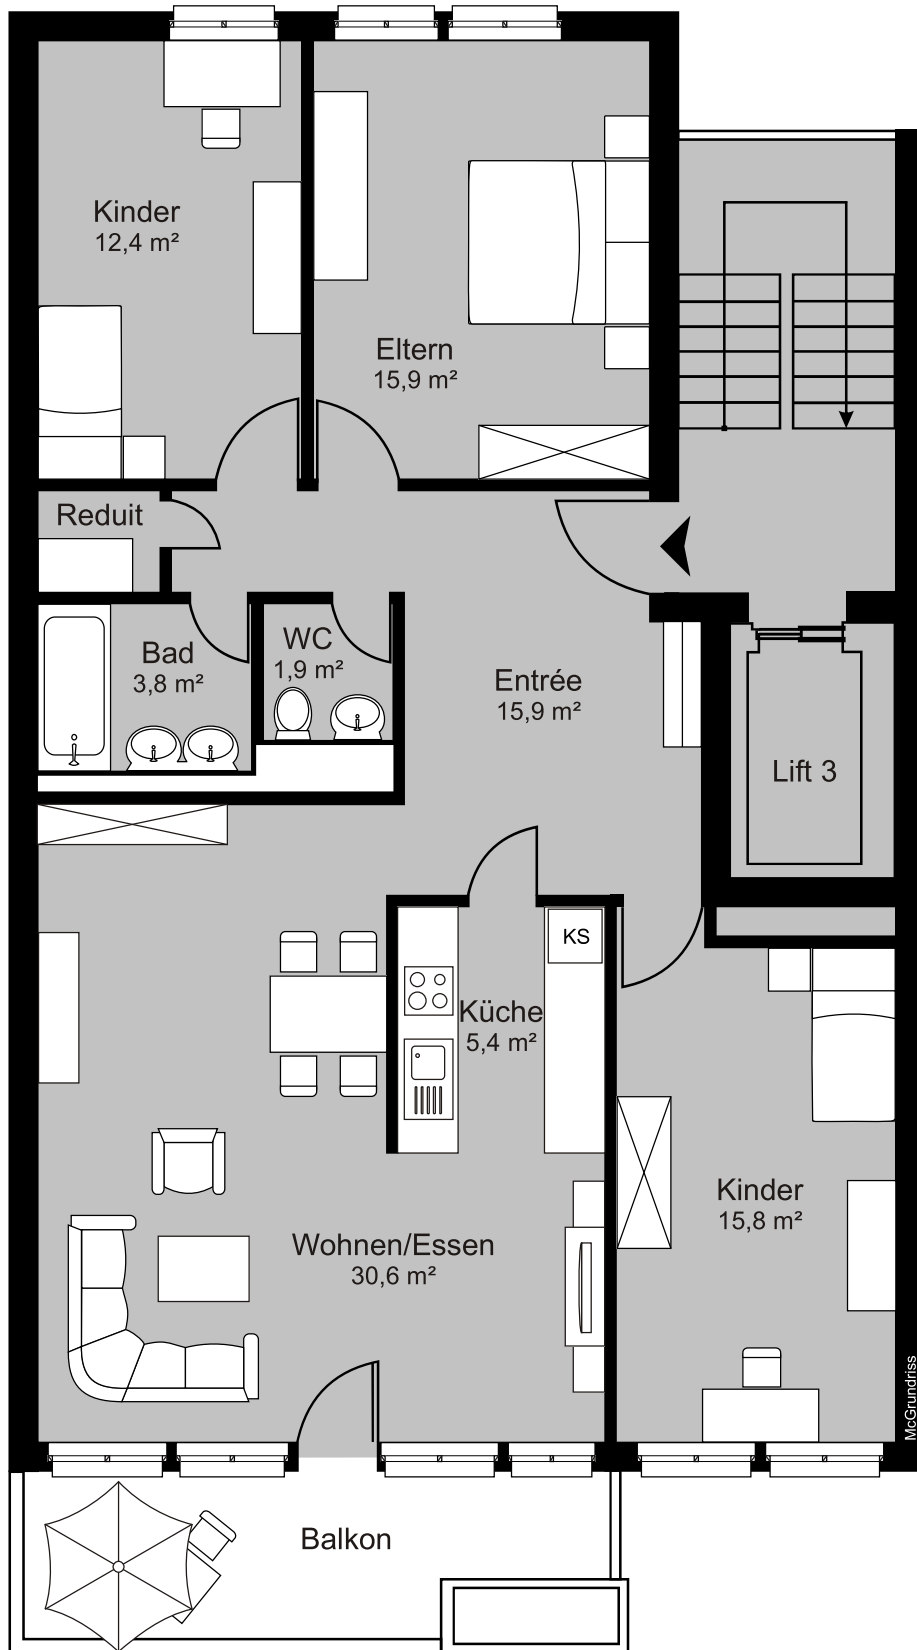 Kinder
12,4 m²
Eltern
15,9 m²
Reduit
Bad
3,8 m²
WC
1,9 m²
Entrée
15,9 m²
Lift 3
KS
Küche
5,4 m²
Kinder
15,8 m²
Wohnen/Essen
30,6 m²
McGrundriss
Balkon